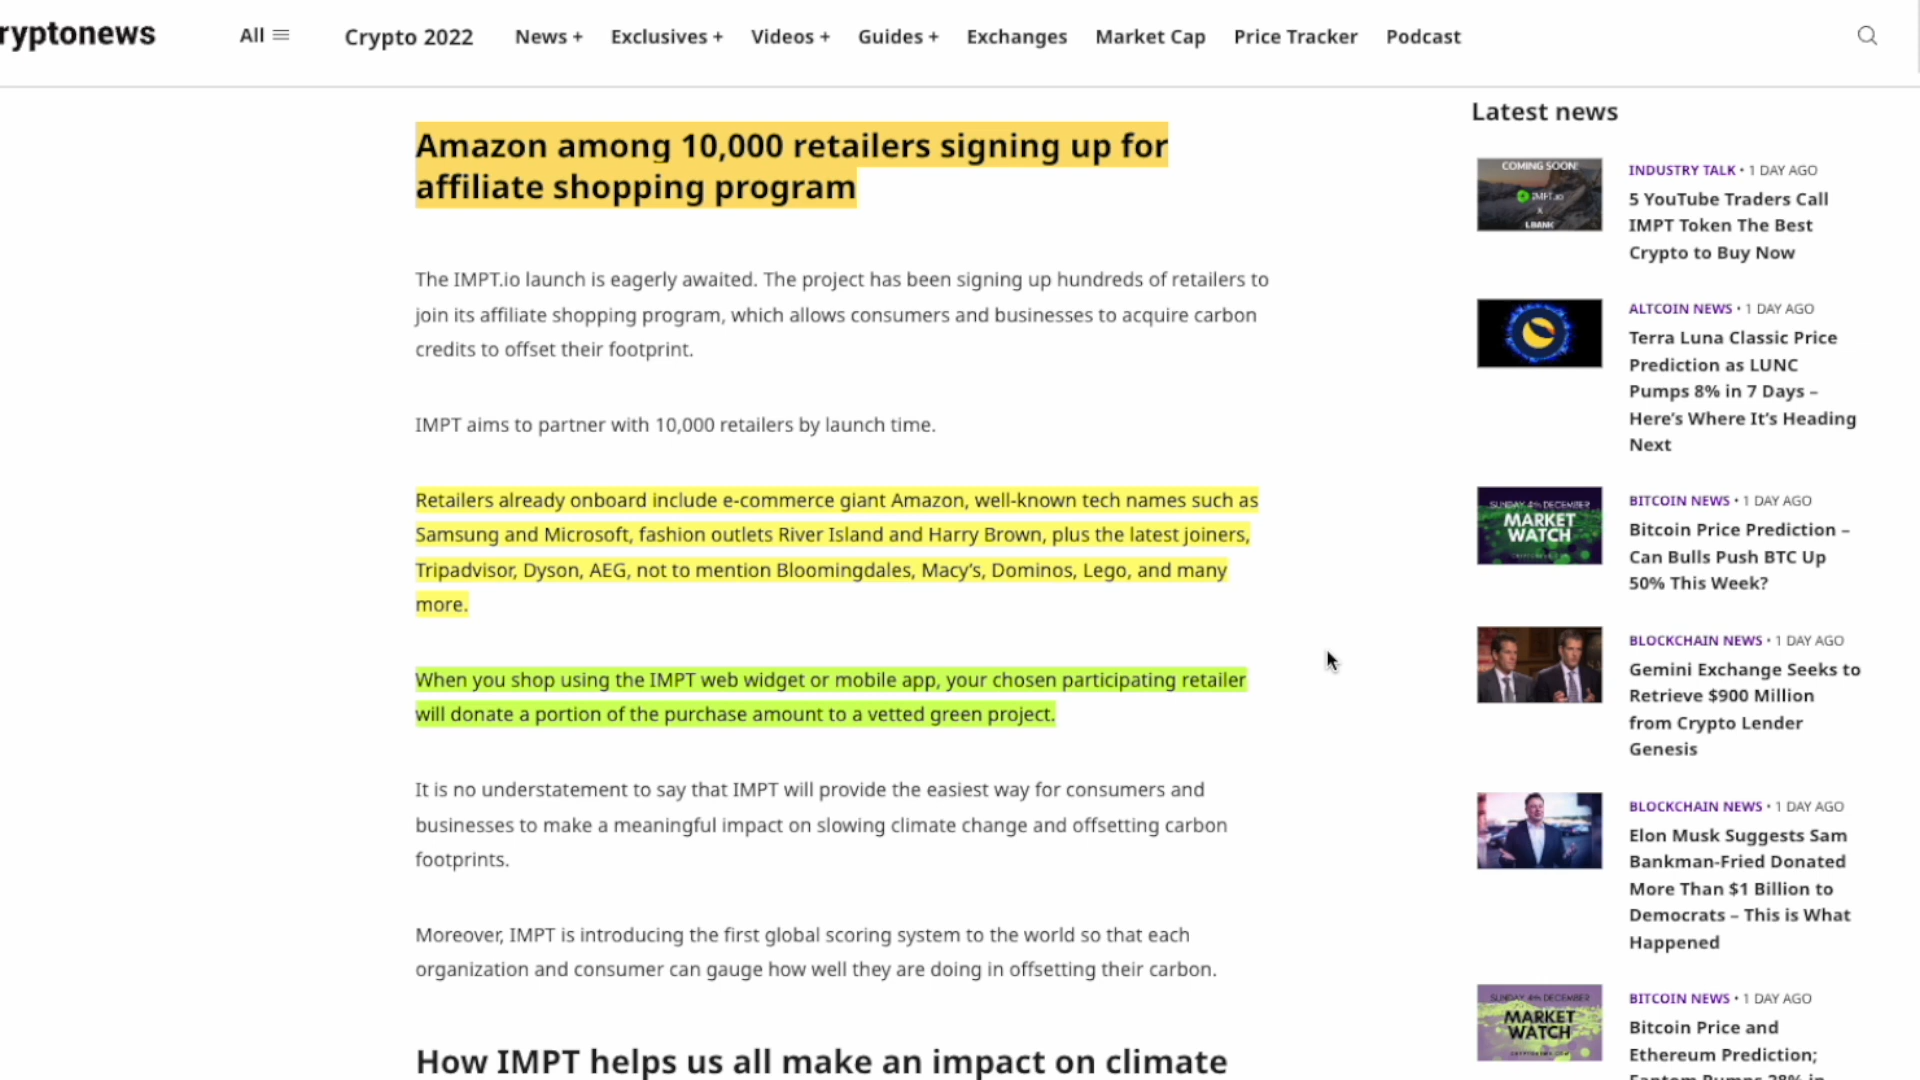 ryptonews
All
Crypto 2022
News +
Exclusives +
Videos +
Guides +
Exchanges
Market Cap
Price Tracker
Podcast
Amazon among 10,000 retailers signing up for
affiliate shopping program
The IMPT.io launch is eagerly awaited. The project has been signing up hundreds of retailers to
join its affiliate shopping program, which allows consumers and businesses to acquire carbon
credits to offset their footprint.
IMPT aims to partner with 10,000 retailers by launch time.
Retailers already onboard include e-commerce giant Amazon, well-known tech names such as
Samsung and Microsoft, fashion outlets River Island and Harry Brown, plus the latest joiners,
Tripadvisor, Dyson, AEG, not to mention Bloomingdales, Macy's, Dominos, Lego, and many
more.
When you shop using the IMPT web widget or mobile app, your chosen participating retailer
will donate a portion of the purchase amount to a vetted green project.
It is no understatement to say that IMPT will provide the easiest way for consumers and
businesses to make a meaningful impact on slowing climate change and offsetting carbon
footprints.
Moreover, IMPT is introducing the first global scoring system to the world so that each
organization and consumer can gauge how well they are doing in offsetting their carbon.
How IMPT helps us all make an impact on climate
Latest news
COMING SOON!
IMPT.io
X
LBANK
INDUSTRY TALK • 1 DAY AGO
5 YouTube Traders Call
IMPT Token The Best
Crypto to Buy Now
ALTCOIN NEWS • 1 DAY AGO
Terra Luna Classic Price
Prediction as LUNC
Pumps 8% in 7 Days –
Here's Where It's Heading
Next
SUNDAY 4th DECEMBER
MARKET
WATCH
BITCOIN NEWS • 1 DAY AGO
Bitcoin Price Prediction –
Can Bulls Push BTC Up
50% This Week?
BLOCKCHAIN NEWS • 1 DAY AGO
Gemini Exchange Seeks to
Retrieve $900 Million
from Crypto Lender
Genesis
BLOCKCHAIN NEWS • 1 DAY AGO
Elon Musk Suggests Sam
Bankman-Fried Donated
More Than $1 Billion to
Democrats – This is What
Happened
SUNDAY 4th DECEMBER
MARKET
WATCH
BITCOIN NEWS • 1 DAY AGO
Bitcoin Price and
Ethereum Prediction;
Fantom Pumps 28% in